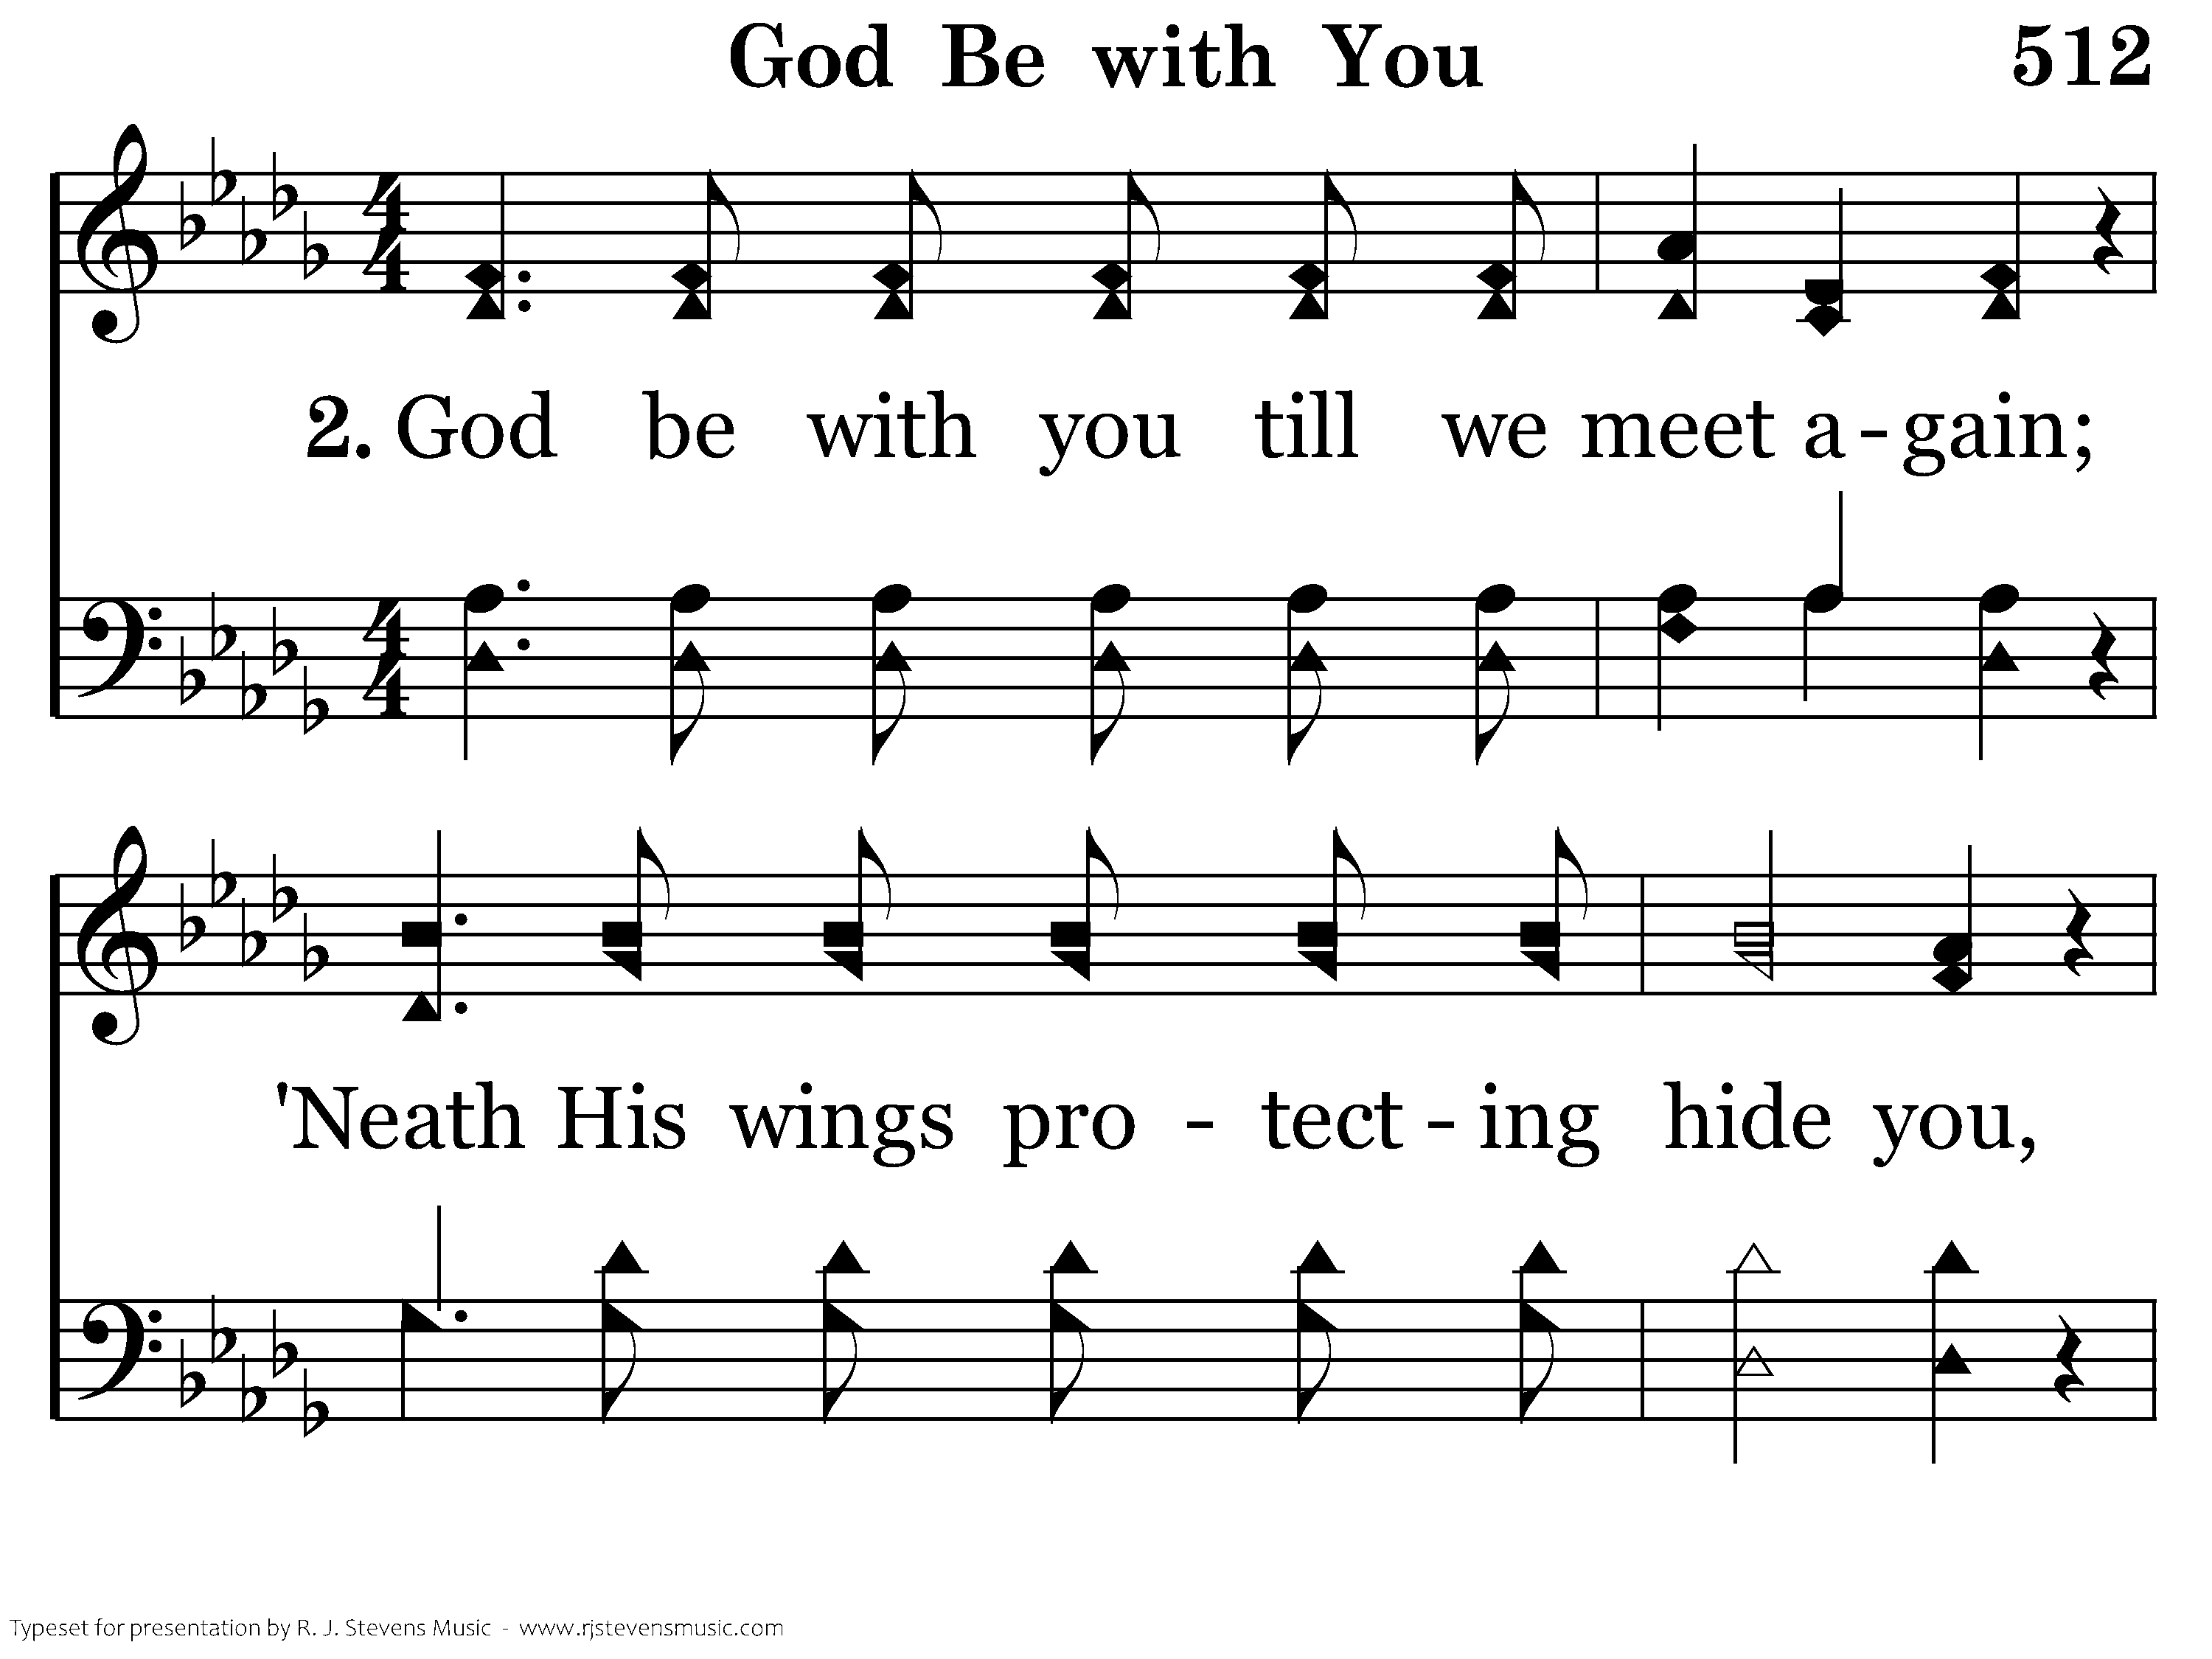 God Be with You 512
2. God be with you till we meet a - gain;
'Neath His wings pro - tect - ing hide you,
Typeset for presentation by R. J. Stevens Music - www.rjstevensmusic.com